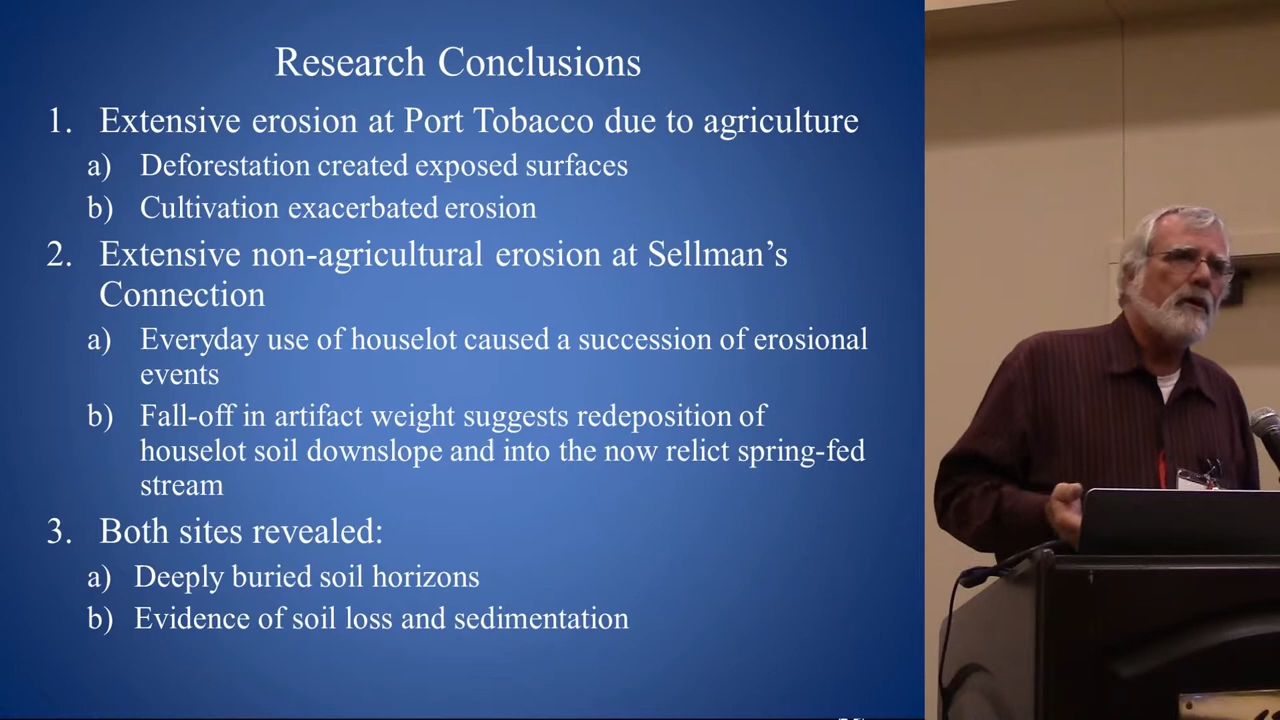 Research Conclusions
1. Extensive erosion at Port Tobacco due to agriculture
a) Deforestation created exposed surfaces
b) Cultivation exacerbated erosion
2. Extensive non-agricultural erosion at Sellman’s
Connection
a) Everyday use of houselot caused a succession of erosional
events
b) Fall-off in artifact weight suggests redeposition of
houselot soil downslope and into the now relict spring-fed
stream
3. Both sites revealed:
a) Deeply buried soil horizons
b) Evidence of soil loss and sedimentation